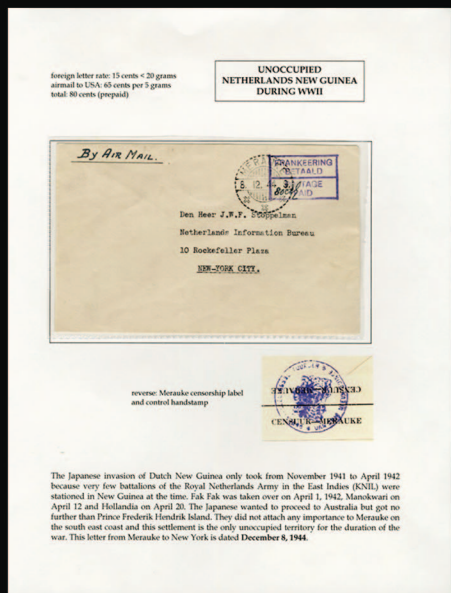 foreign letter rate: 15 cents < 20 grams
airmail to USA: 65 cents per 5 grams
total: 80 cents (prepaid)
UNOCCUPIED
NETHERLANDS NEW GUINEA
DURING WWII
By AIR MAIL.
FRANKERING
BETAALD
8. 12. 44
POSTAGE
PAID
Den Heer J.W.F. Stoppelman
Netherlands Information Bureau
10 Rockefeller Plaza
NEW-YORK CITY.
reverse: Merauke censorship label
and control handstamp
CENSUUR - MERAUKE
CENSUUR - MERAUKE
The Japanese invasion of Dutch New Guinea only took from November 1941 to April 1942
because very few battalions of the Royal Netherlands Army in the East Indies (KNIL) were
stationed in New Guinea at the time. Fak Fak was taken over on April 1, 1942, Manokwari on
April 12 and Hollandia on April 20. The Japanese wanted to proceed to Australia but got no
further than Prince Frederik Hendrik Island. They did not attach any importance to Merauke on
the south east coast and this settlement is the only unoccupied territory for the duration of the
war. This letter from Merauke to New York is dated December 8, 1944.